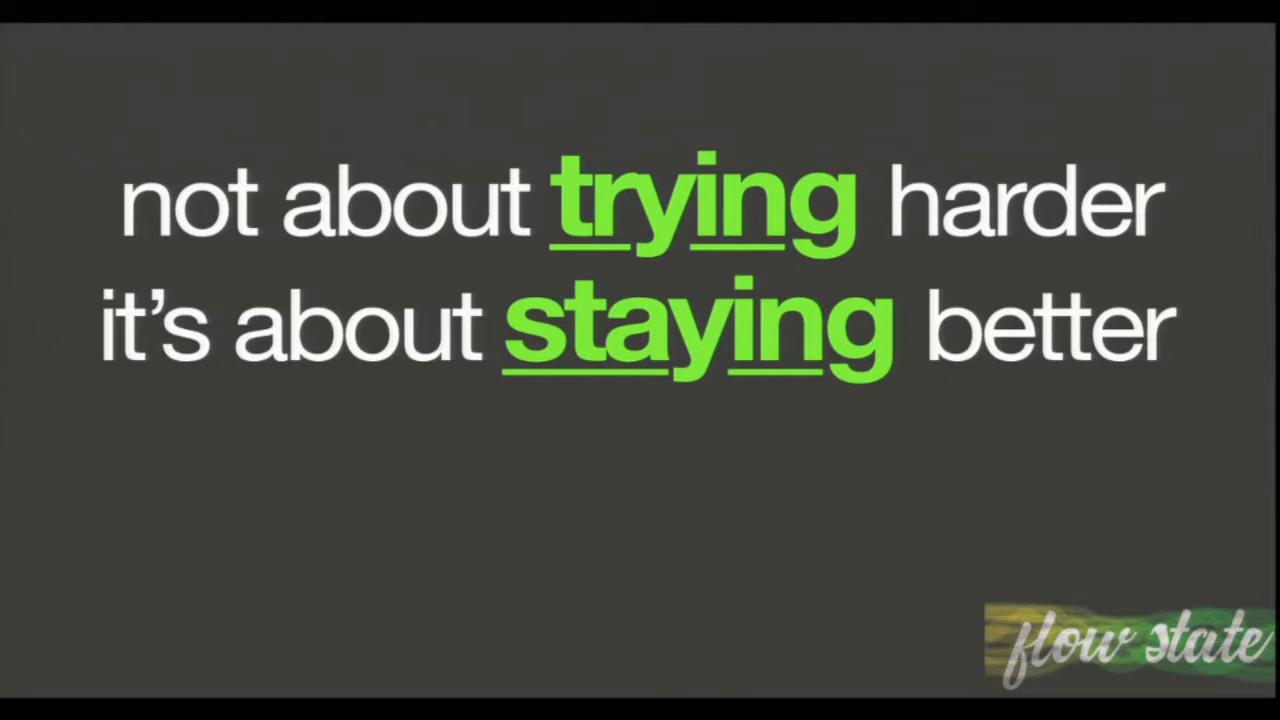 not about trying harder
it’s about staying better
flow state